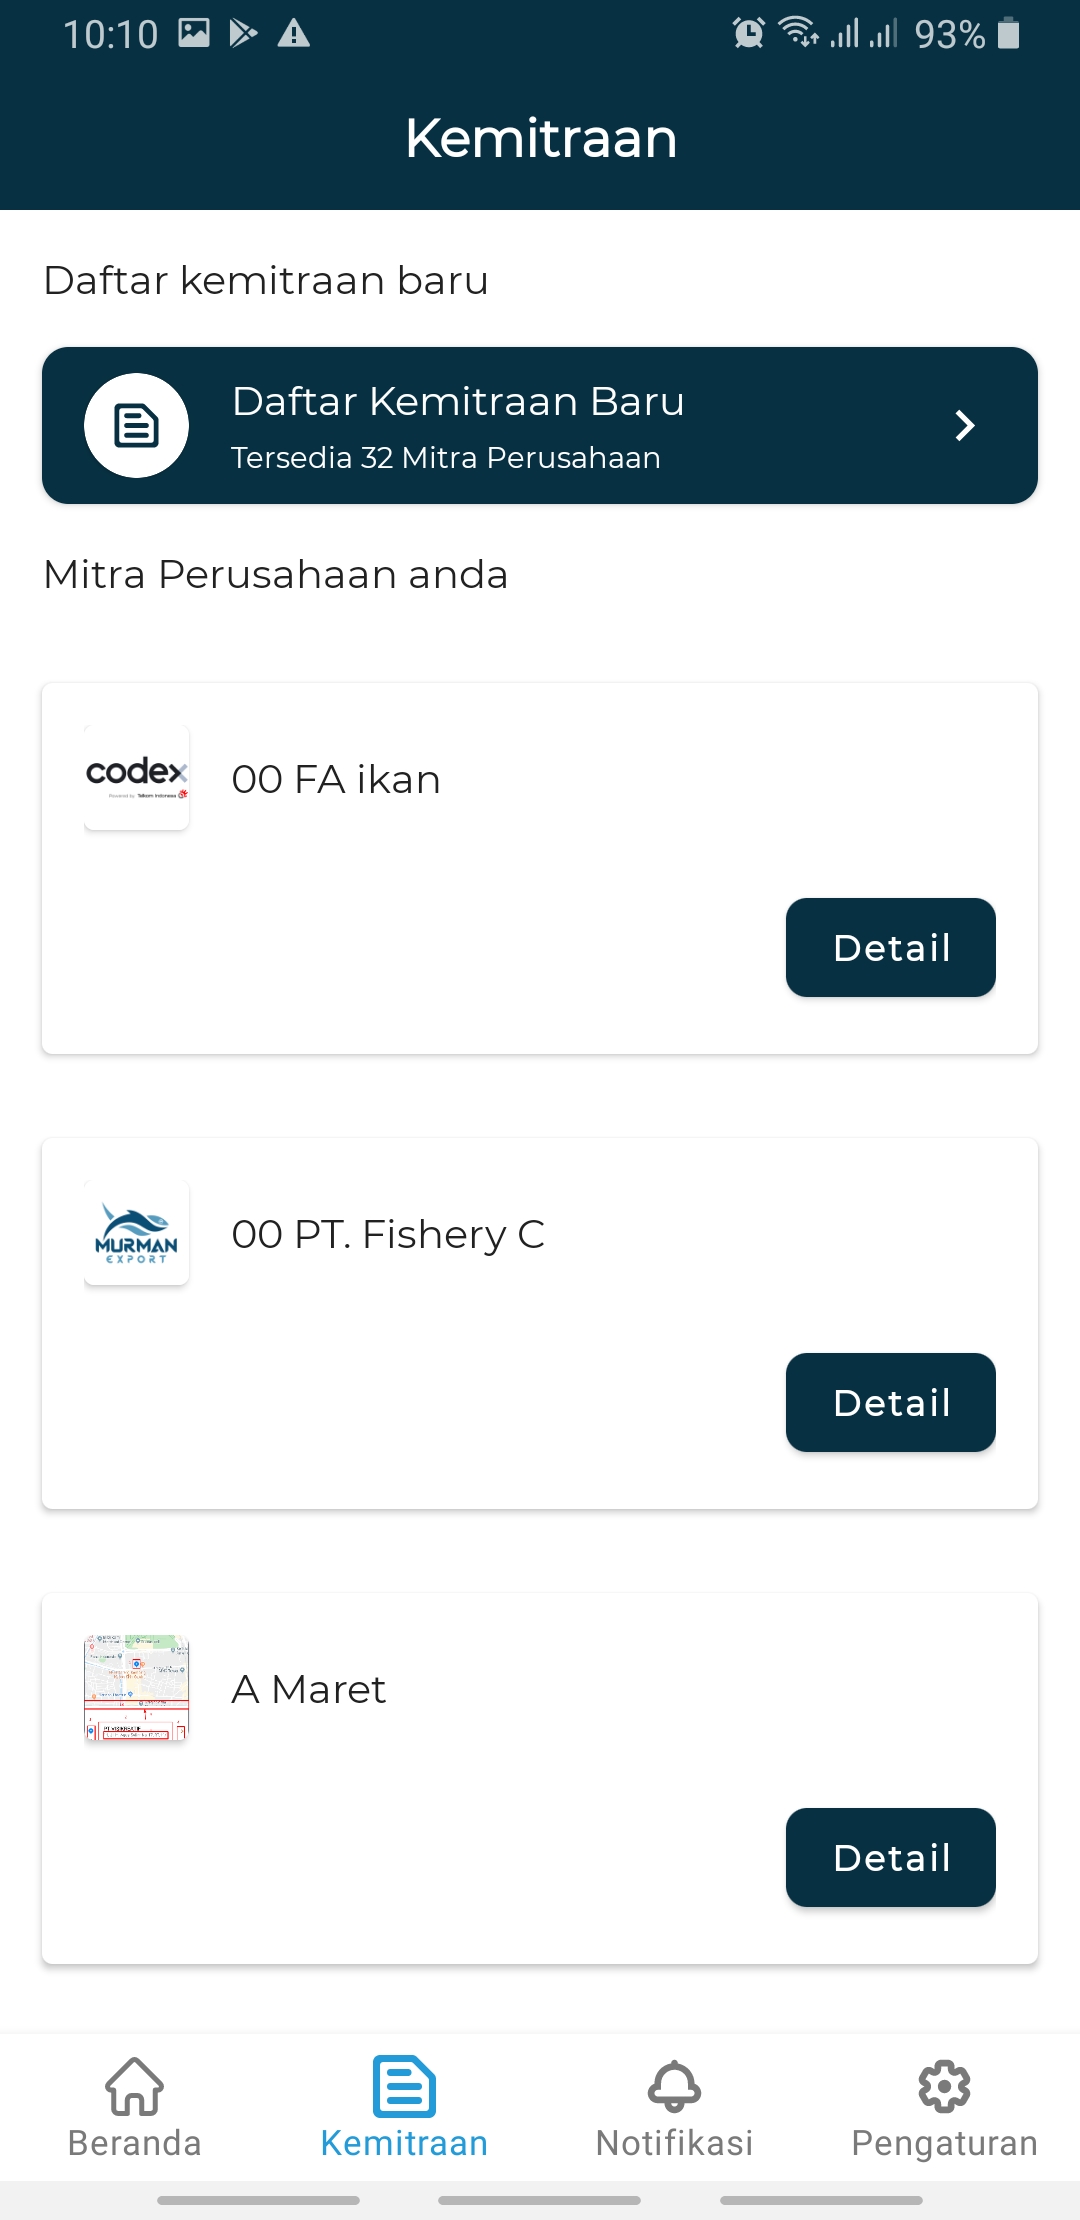 10:10
93%
Kemitraan
Daftar kemitraan baru
Daftar Kemitraan Baru
Tersedia 32 Mitra Perusahaan
Mitra Perusahaan anda
codex
Powered by Telkom Indonesia
00 FA ikan
Detail
MURMAN
EXPORT
00 PT. Fishery C
Detail
A Maret
Detail
Beranda
Kemitraan
Notifikasi
Pengaturan